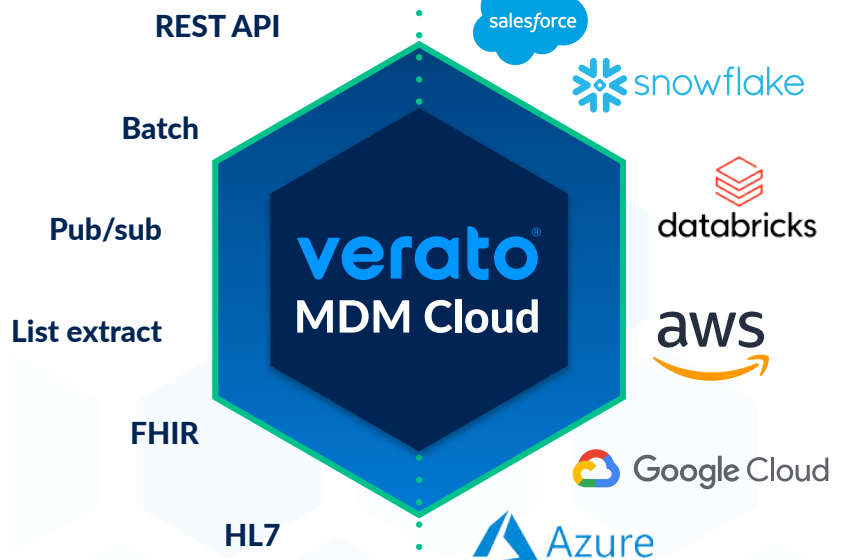 REST API
Batch
Pub/sub
List extract
FHIR
HL7
verato®
MDM Cloud
salesforce
snowflake
databricks
aws
Google Cloud
Azure